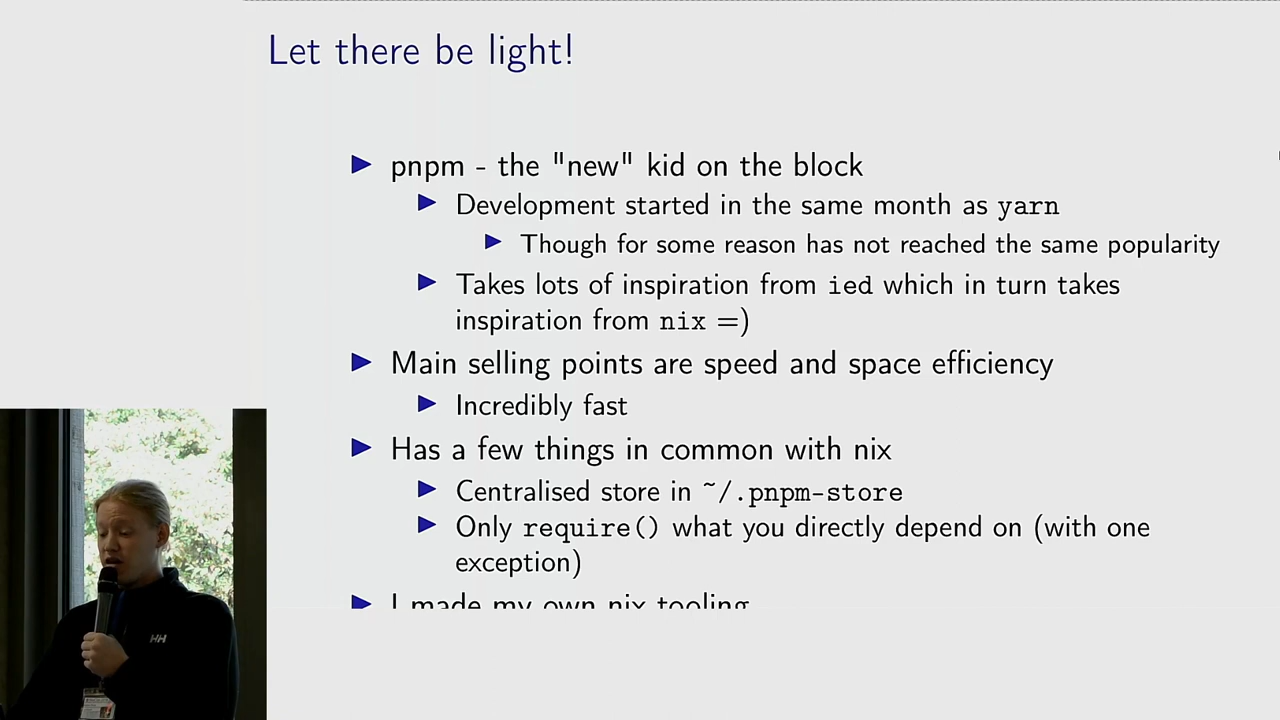 Let there be light!
pnpm - the "new" kid on the block
Development started in the same month as yarn
Though for some reason has not reached the same popularity
Takes lots of inspiration from ied which in turn takes
inspiration from nix =)
Main selling points are speed and space efficiency
Incredibly fast
Has a few things in common with nix
Centralised store in ~/.pnpm-store
Only require() what you directly depend on (with one
exception)
I made my own nix tooling
HH